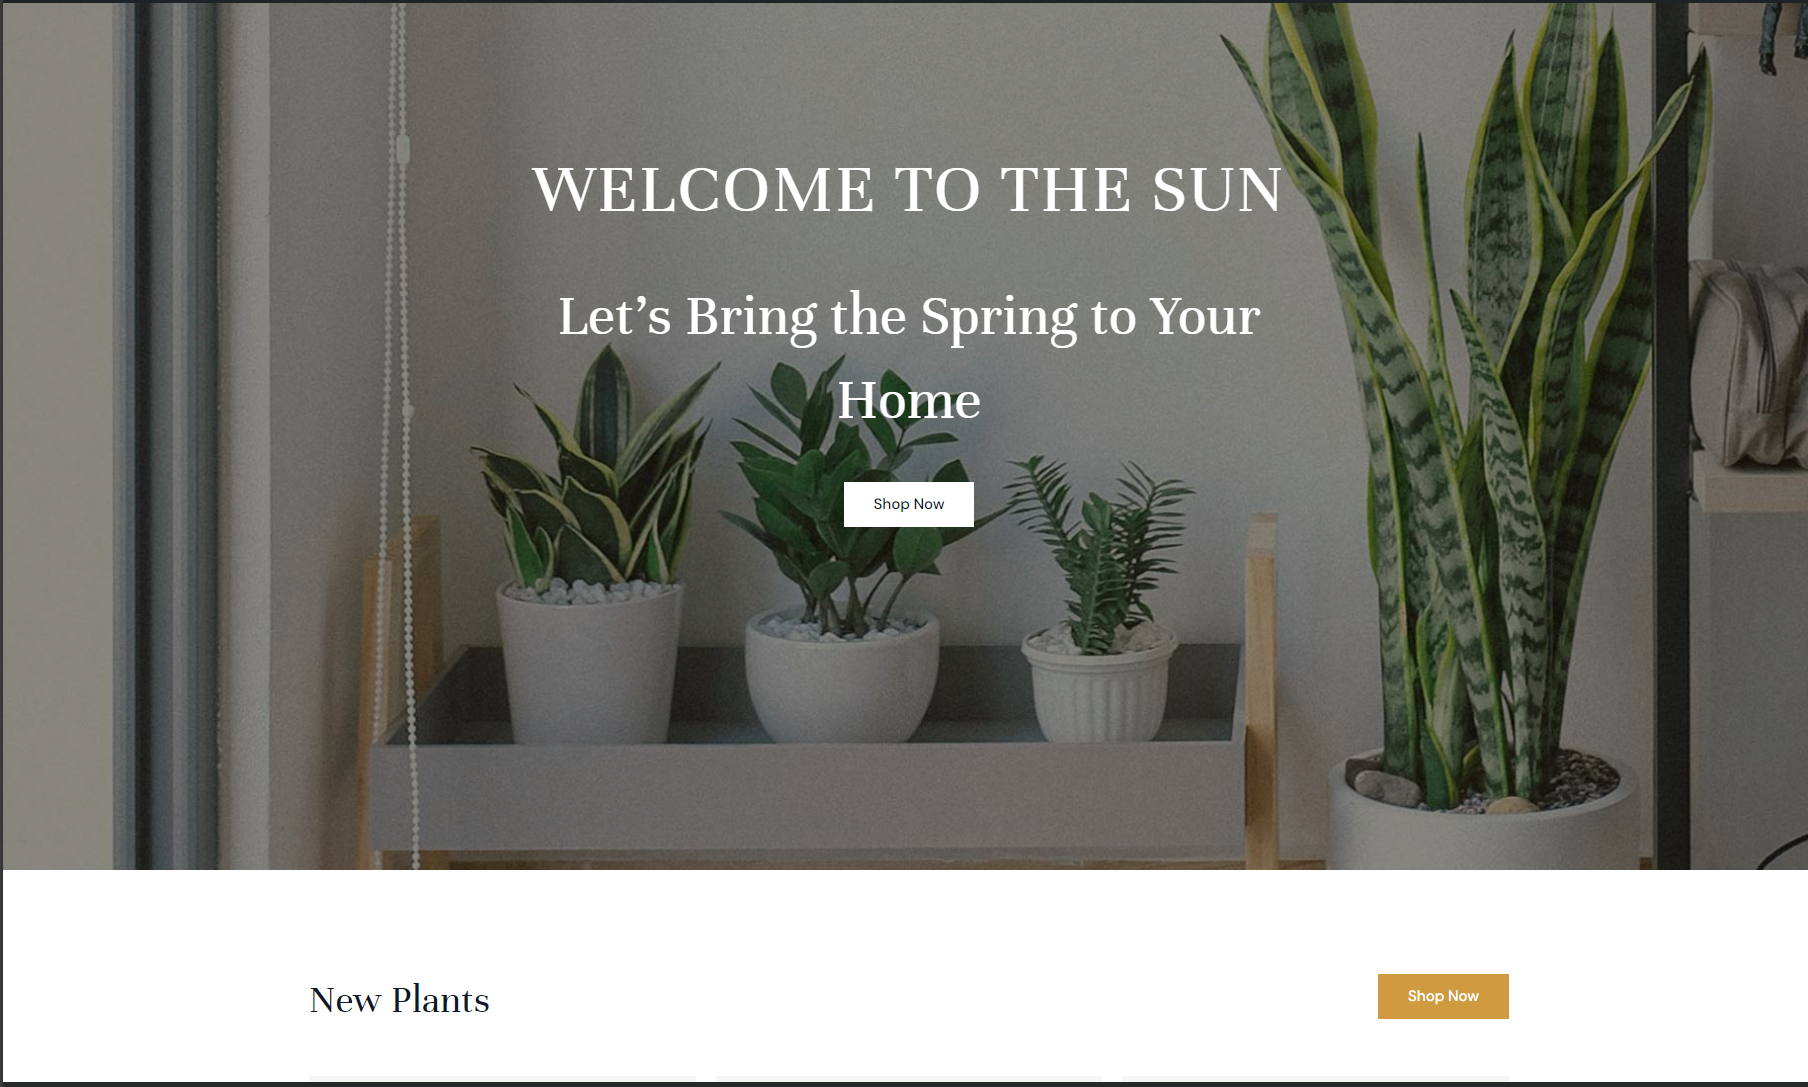 WELCOME TO THE SUN
Let’s Bring the Spring to Your
Home
Shop Now
New Plants
Shop Now